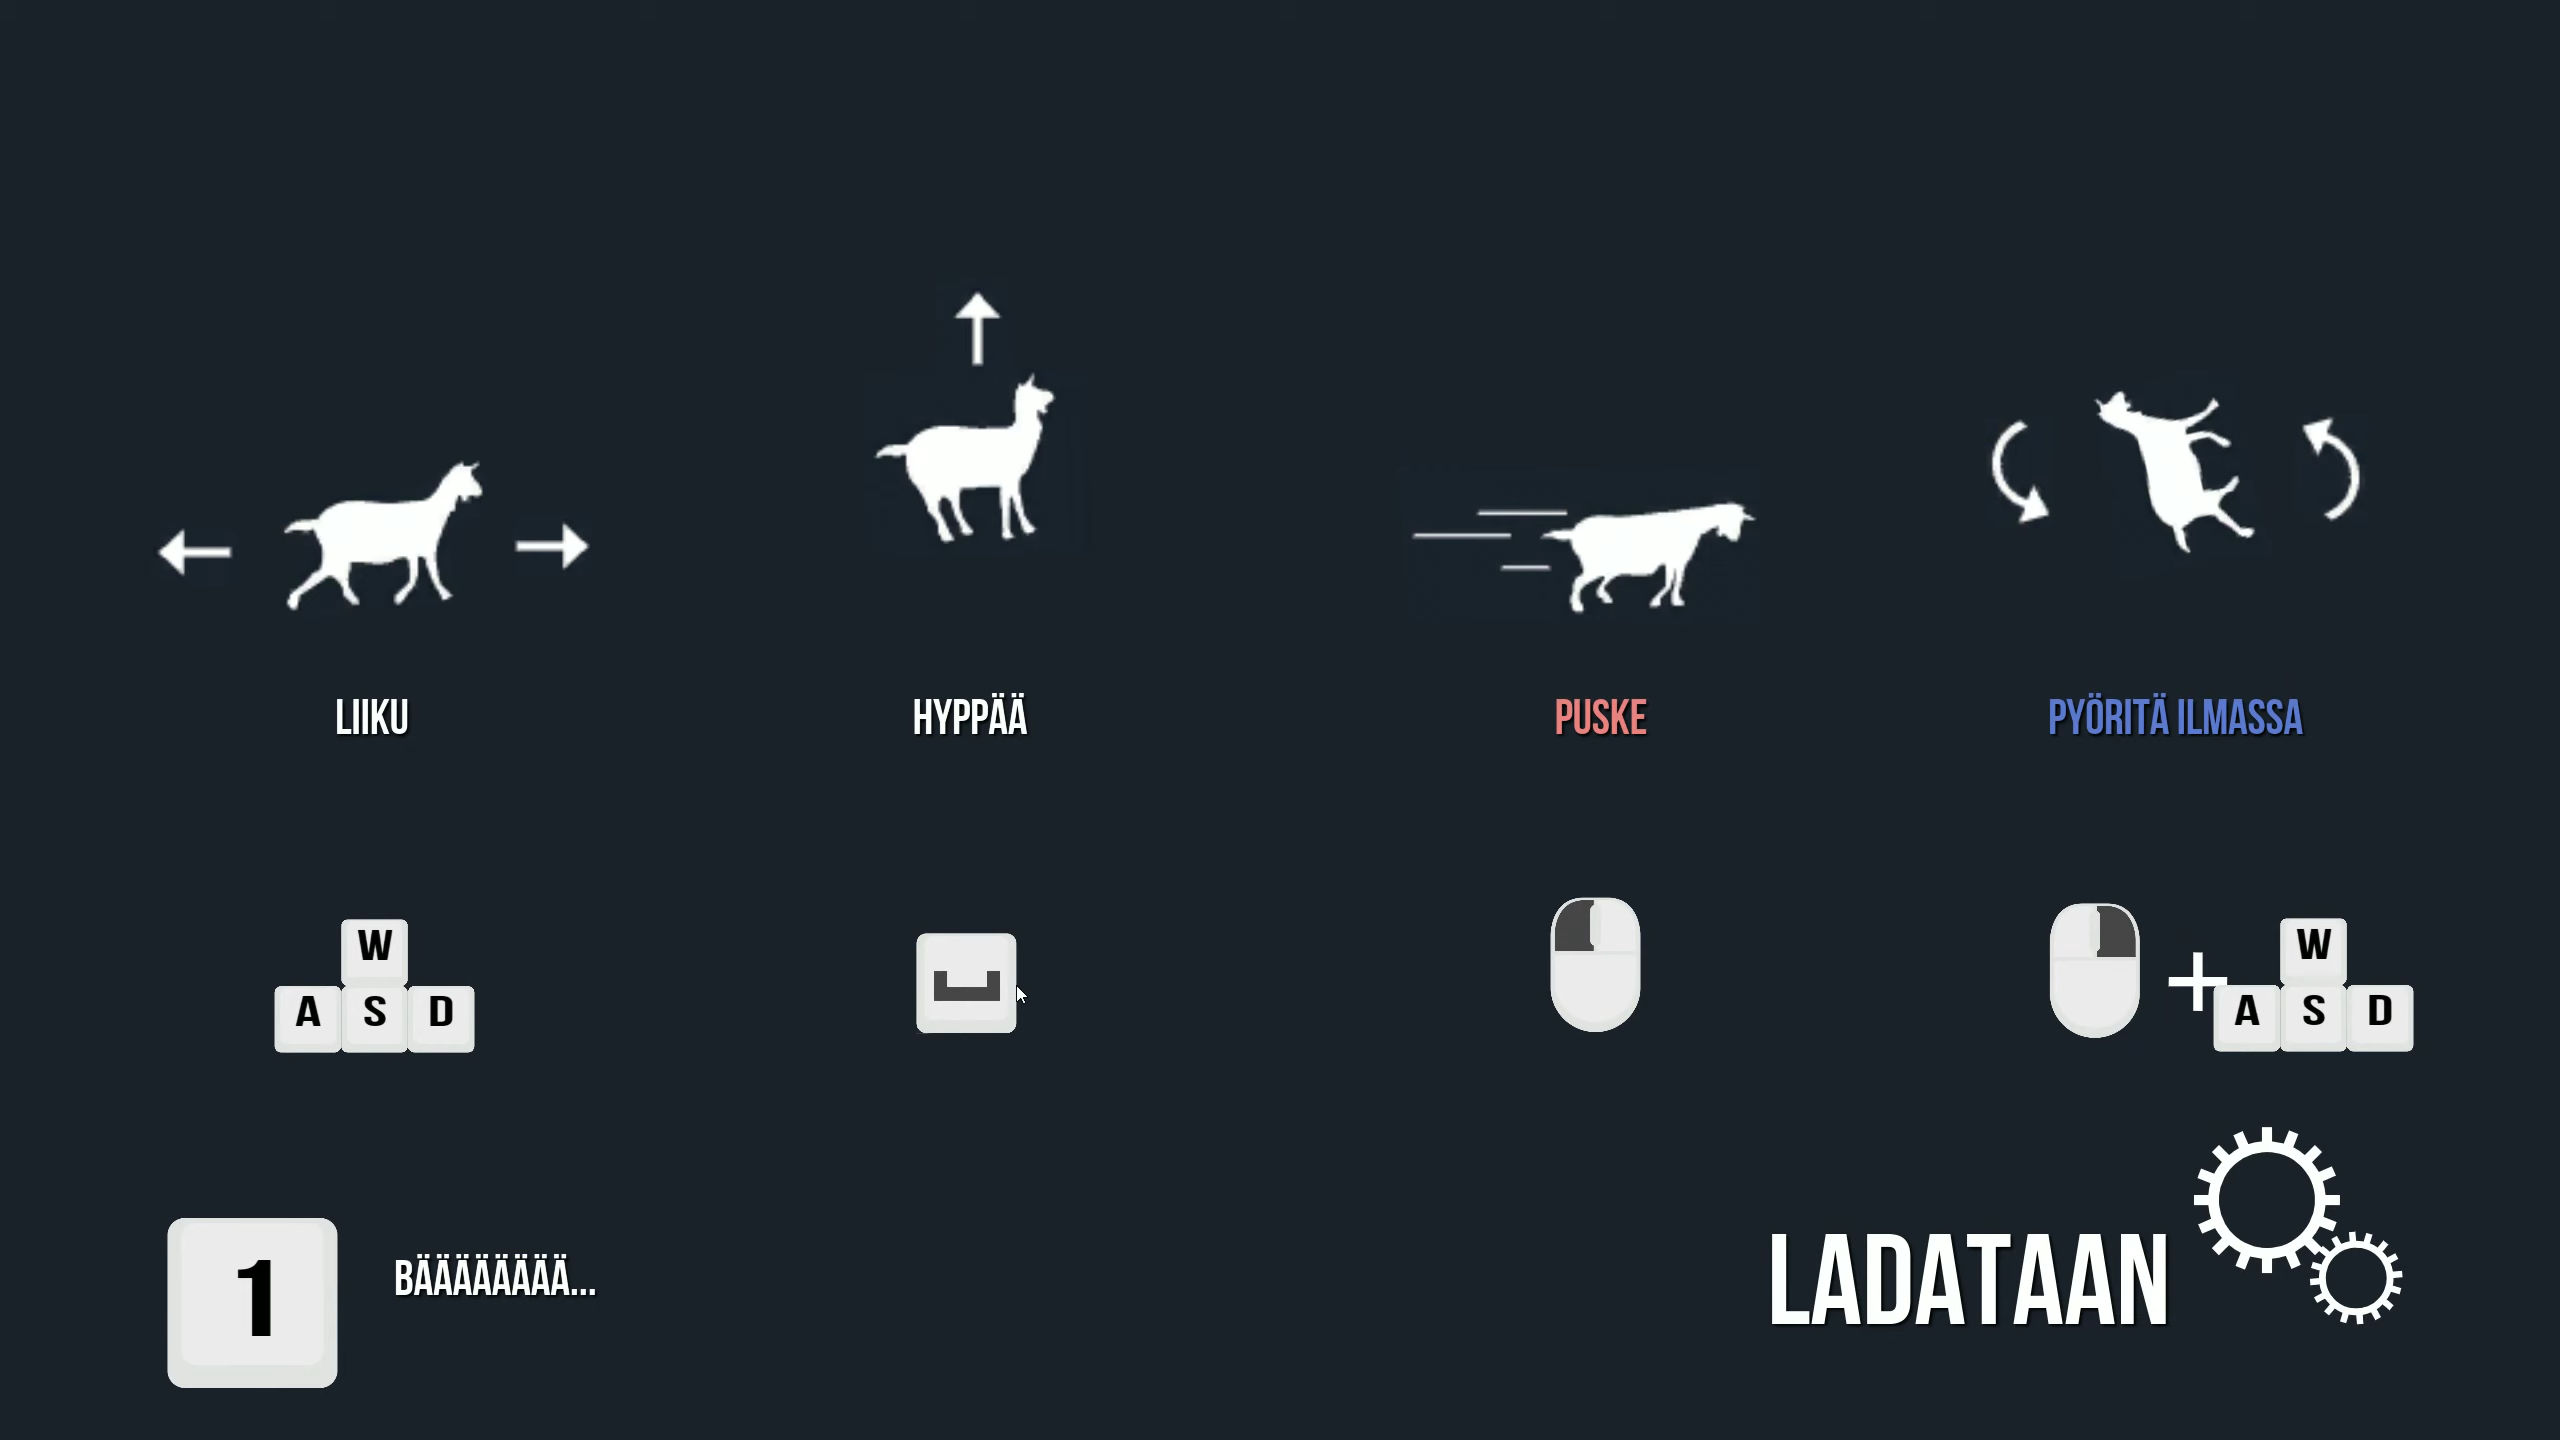 LIIKU
HYPPÄÄ
PUSKE
PYÖRITÄ ILMASSA
W
A S D
W
A S D
1
BÄÄÄÄÄÄÄÄ...
LADATAAN